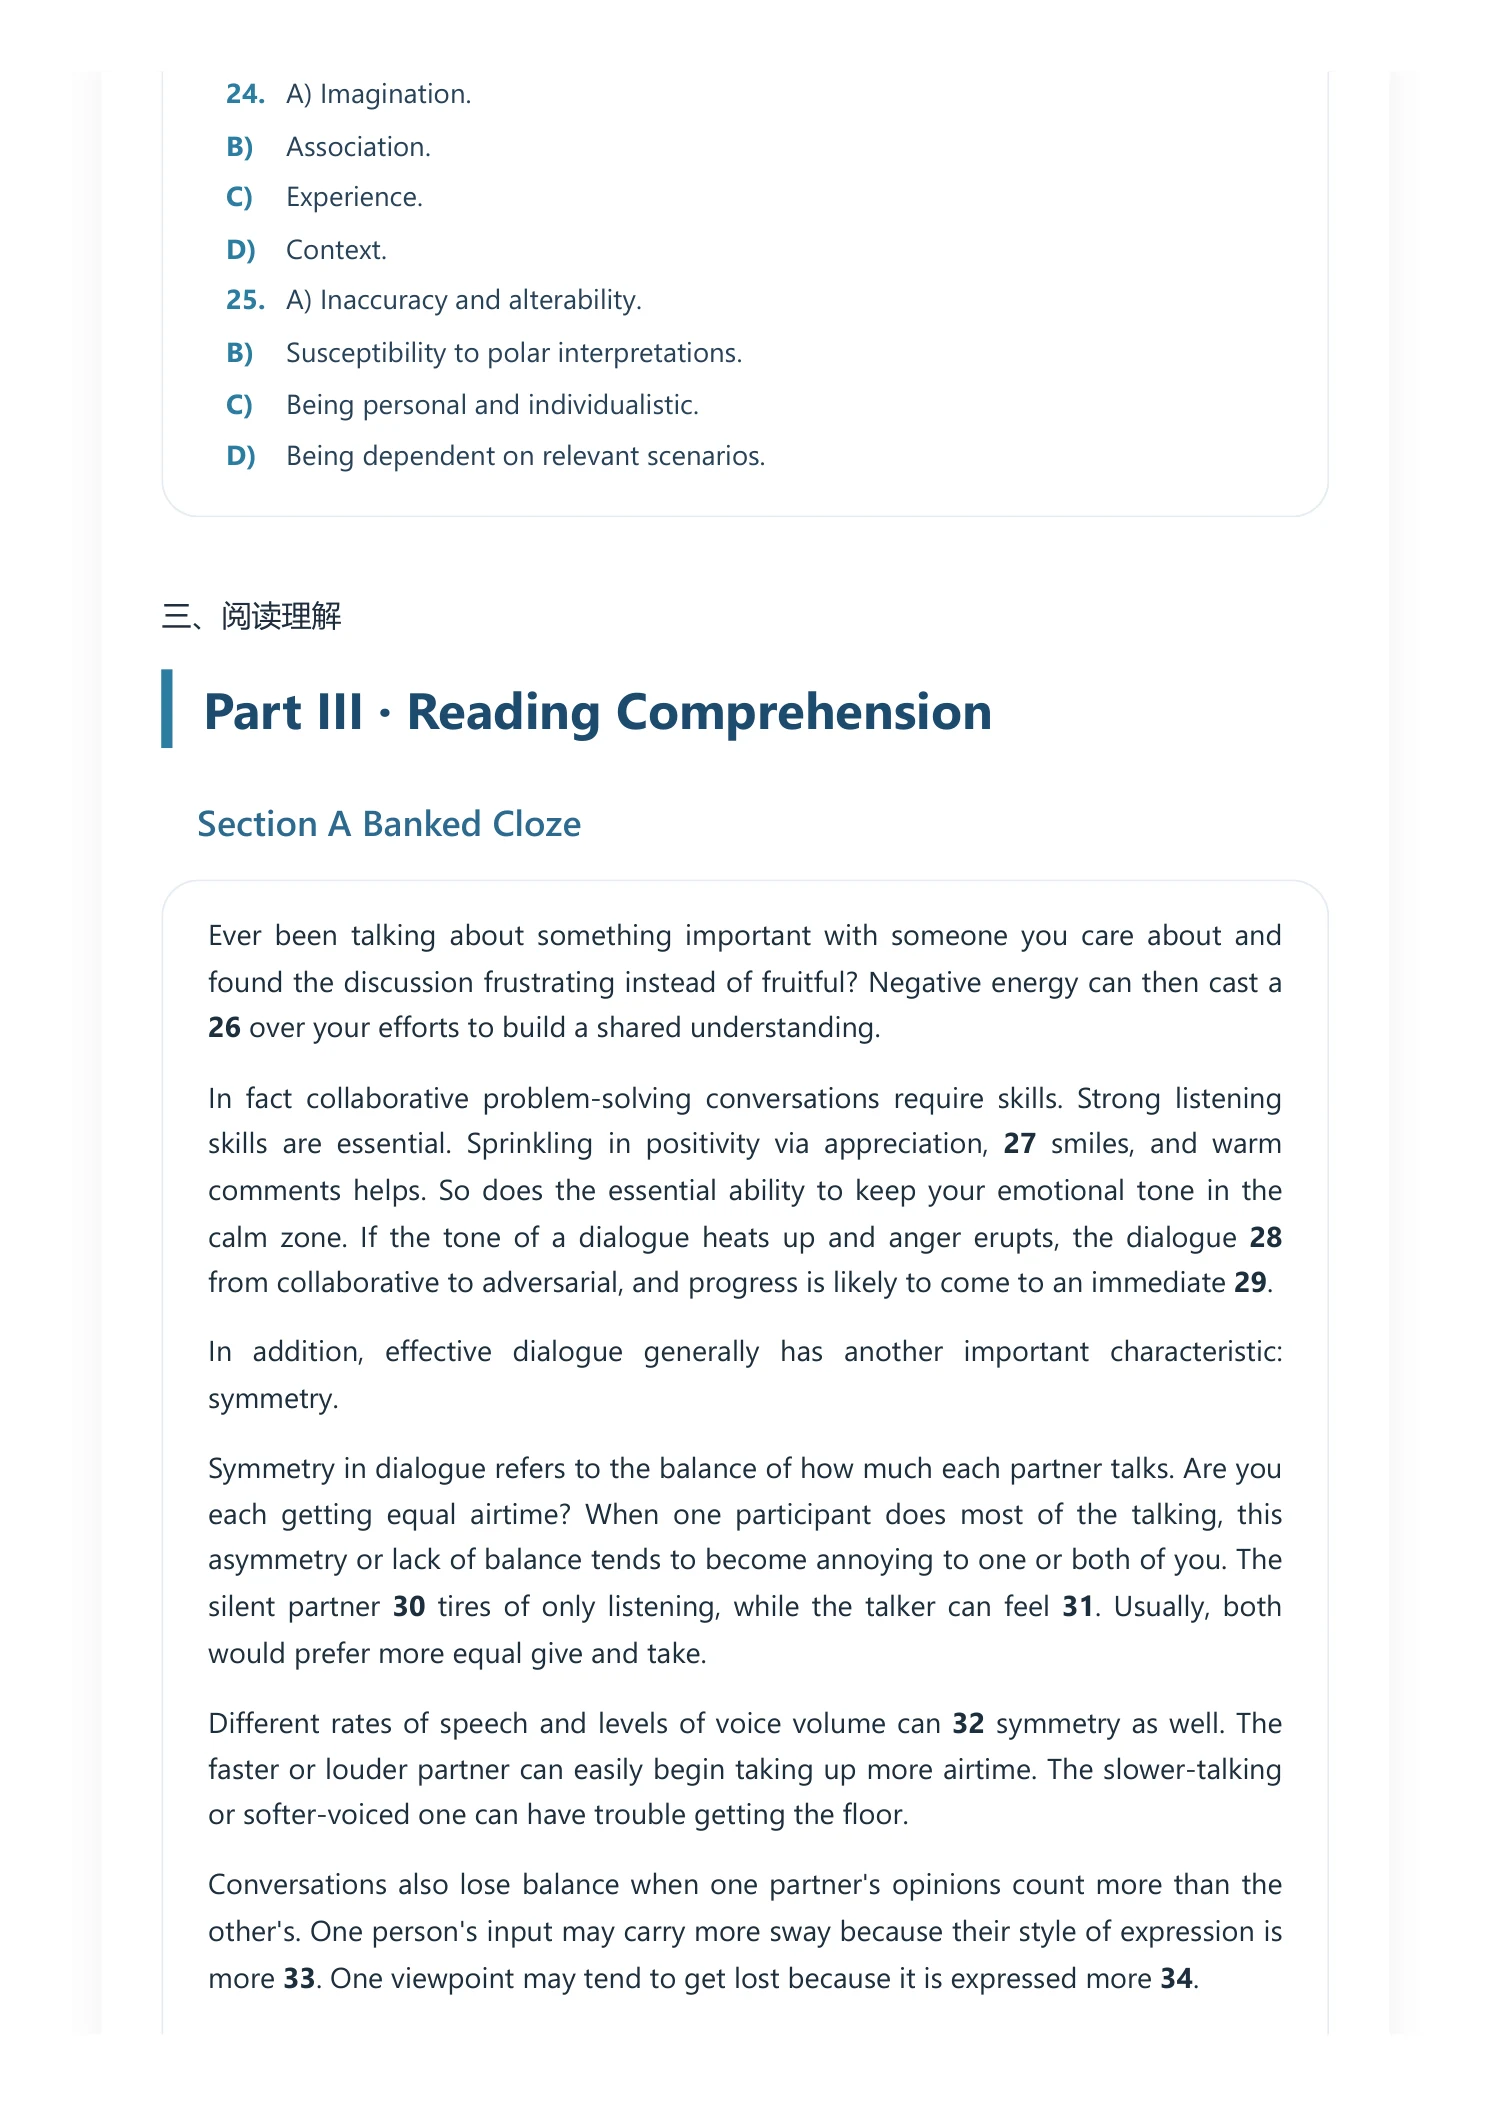 24. A) Imagination.
B) Association.
C) Experience.
D) Context.
25. A) Inaccuracy and alterability.
B) Susceptibility to polar interpretations.
C) Being personal and individualistic.
D) Being dependent on relevant scenarios.
三、阅读理解
Part III · Reading Comprehension
Section A Banked Cloze
Ever been talking about something important with someone you care about and
found the discussion frustrating instead of fruitful? Negative energy can then cast a
26 over your efforts to build a shared understanding.
In fact collaborative problem-solving conversations require skills. Strong listening
skills are essential. Sprinkling in positivity via appreciation, 27 smiles, and warm
comments helps. So does the essential ability to keep your emotional tone in the
calm zone. If the tone of a dialogue heats up and anger erupts, the dialogue 28
from collaborative to adversarial, and progress is likely to come to an immediate 29.
In addition, effective dialogue generally has another important characteristic:
symmetry.
Symmetry in dialogue refers to the balance of how much each partner talks. Are you
each getting equal airtime? When one participant does most of the talking, this
asymmetry or lack of balance tends to become annoying to one or both of you. The
silent partner 30 tires of only listening, while the talker can feel 31. Usually, both
would prefer more equal give and take.
Different rates of speech and levels of voice volume can 32 symmetry as well. The
faster or louder partner can easily begin taking up more airtime. The slower-talking
or softer-voiced one can have trouble getting the floor.
Conversations also lose balance when one partner's opinions count more than the
other's. One person's input may carry more sway because their style of expression is
more 33. One viewpoint may tend to get lost because it is expressed more 34.